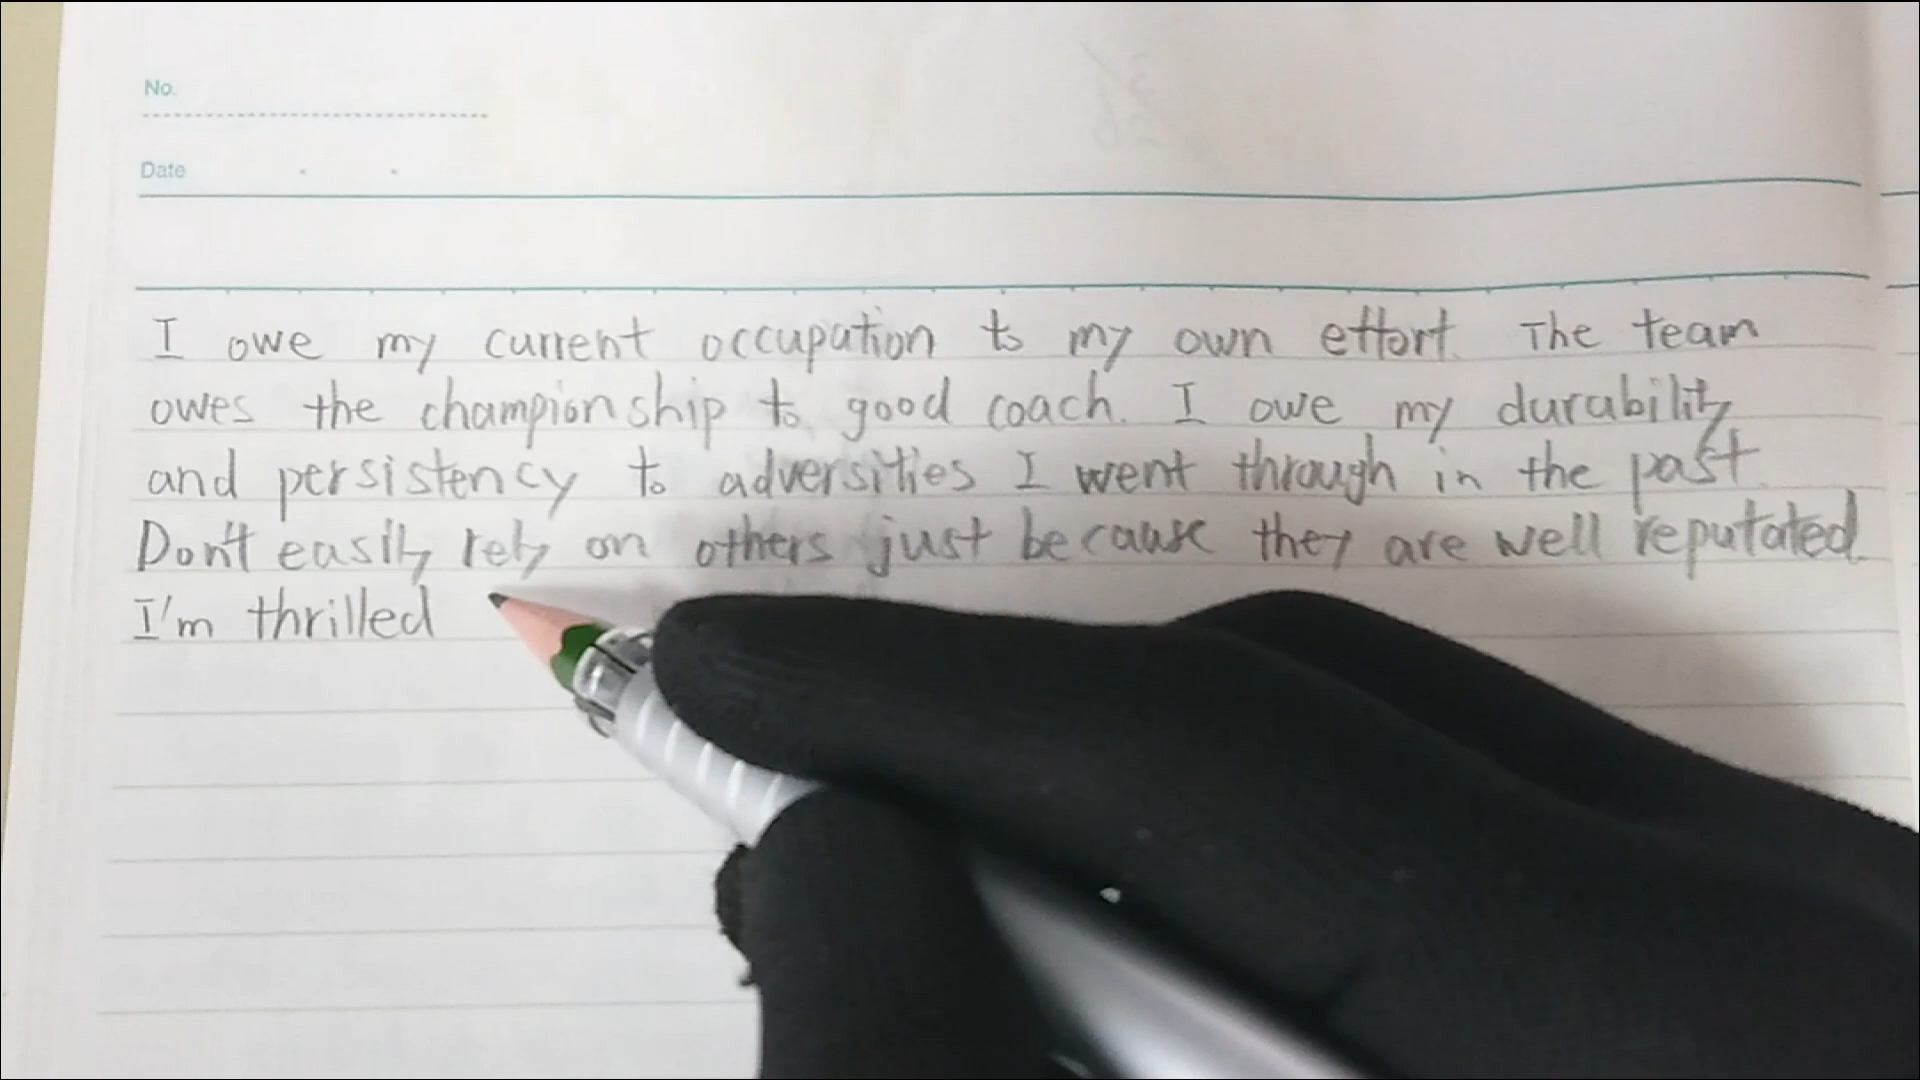 No.
Date
I owe my current occupation to my own effort. The team
owes the championship to good coach. I owe my durability
and persistency to adversities I went through in the past.
Don't easily rely on others just because they are well reputated.
I'm thrilled